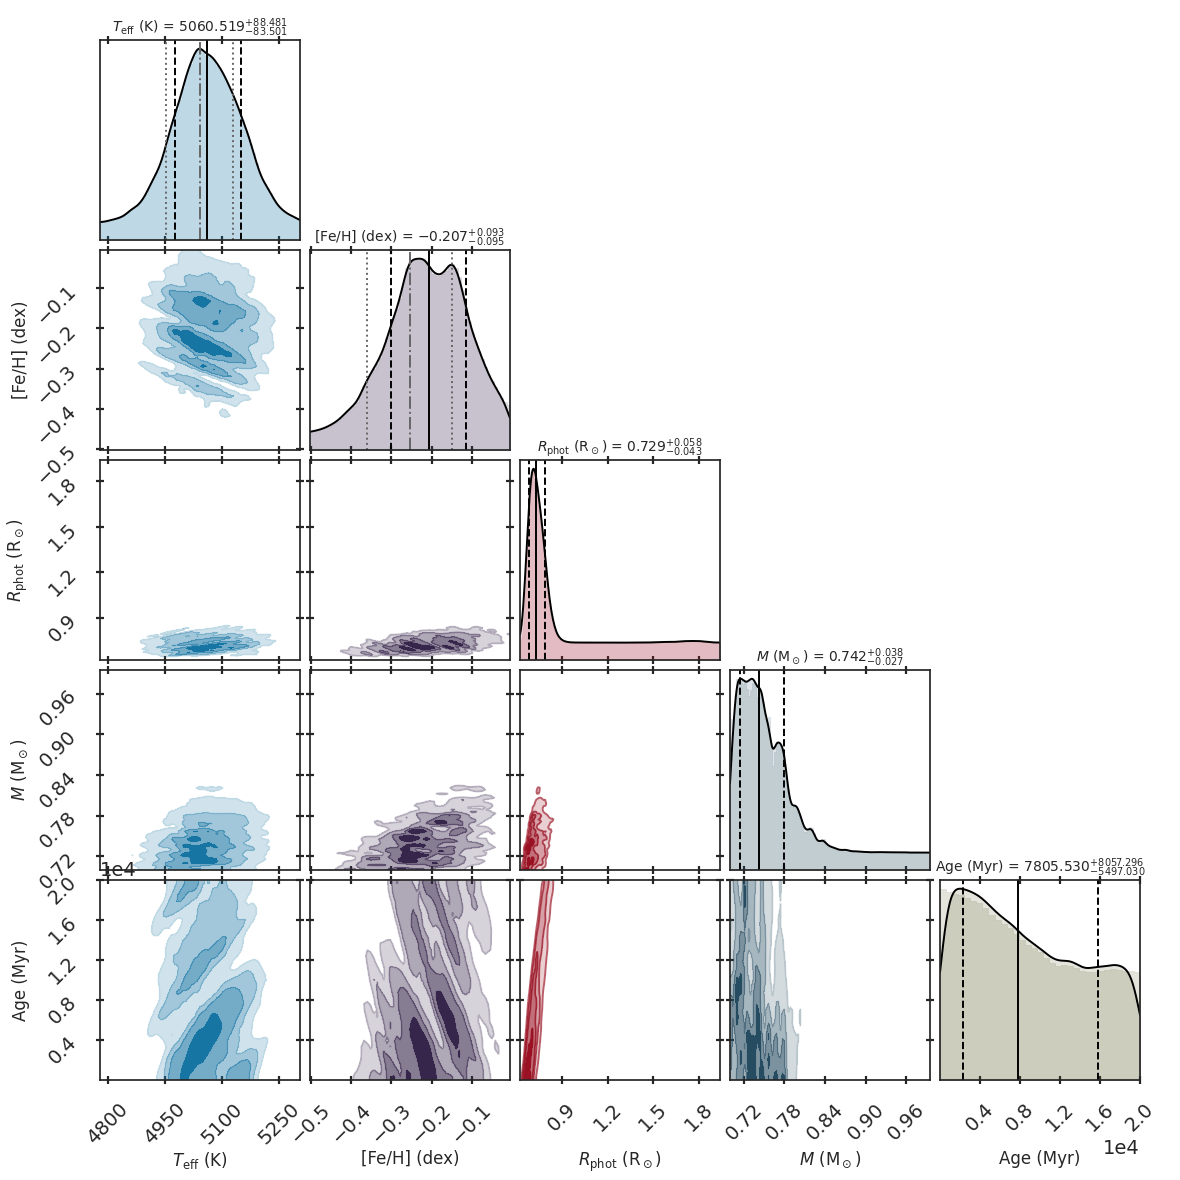 T_eff (K) = 5060.519 +88.481 −83.501
[Fe/H] (dex) = −0.207 +0.093 −0.095
[Fe/H] (dex)
−0.1
−0.2
−0.3
−0.4
−0.5
R_phot (R⊙) = 0.729 +0.058 −0.043
R_phot (R⊙)
1.8
1.5
1.2
0.9
M (M⊙) = 0.742 +0.038 −0.027
M (M⊙)
0.96
0.90
0.84
0.78
0.72
1e4
Age (Myr) = 7805.530 +8057.296 −5497.030
Age (Myr)
2.0
1.6
1.2
0.8
0.4
4800 4950 5100 5250
T_eff (K)
−0.5 −0.4 −0.3 −0.2 −0.1
[Fe/H] (dex)
0.9 1.2 1.5 1.8
R_phot (R⊙)
0.72 0.78 0.84 0.90 0.96
M (M⊙)
0.4 0.8 1.2 1.6 2.0
1e4
Age (Myr)